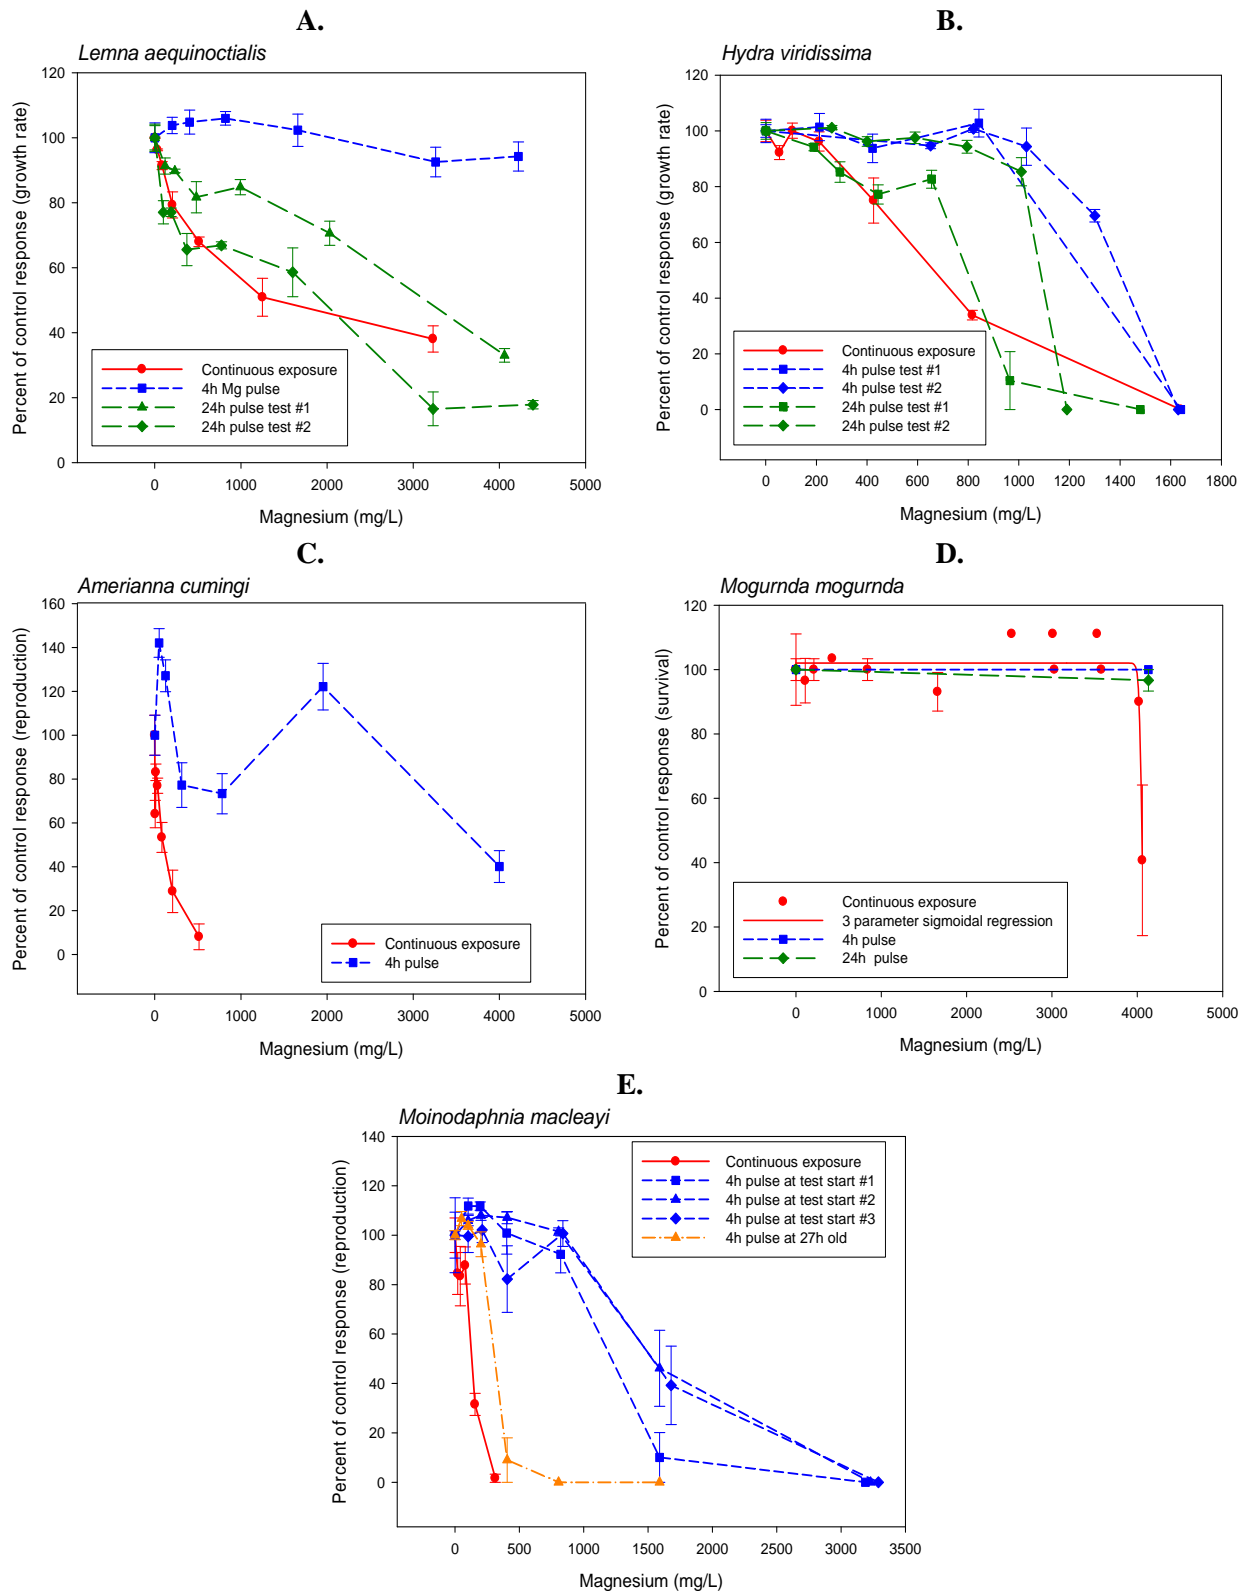 A.
Lemna aequinoctialis
Percent of control response (growth rate)
120
100
80
60
40
20
0
Continuous exposure
4h Mg pulse
24h pulse test #1
24h pulse test #2
0 1000 2000 3000 4000 5000
Magnesium (mg/L)
B.
Hydra viridissima
Percent of control response (growth rate)
120
100
80
60
40
20
0
Continuous exposure
4h pulse test #1
4h pulse test #2
24h pulse test #1
24h pulse test #2
0 200 400 600 800 1000 1200 1400 1600 1800
Magnesium (mg/L)
C.
Amerianna cumingi
Percent of control response (reproduction)
160
140
120
100
80
60
40
20
0
Continuous exposure
4h pulse
0 1000 2000 3000 4000 5000
Magnesium (mg/L)
D.
Mogurnda mogurnda
Percent of control response (survival)
120
100
80
60
40
20
0
Continuous exposure
3 parameter sigmoidal regression
4h pulse
24h pulse
0 1000 2000 3000 4000 5000
Magnesium (mg/L)
E.
Moinodaphnia macleayi
Percent of control response (reproduction)
140
120
100
80
60
40
20
0
Continuous exposure
4h pulse at test start #1
4h pulse at test start #2
4h pulse at test start #3
4h pulse at 27h old
0 500 1000 1500 2000 2500 3000 3500
Magnesium (mg/L)